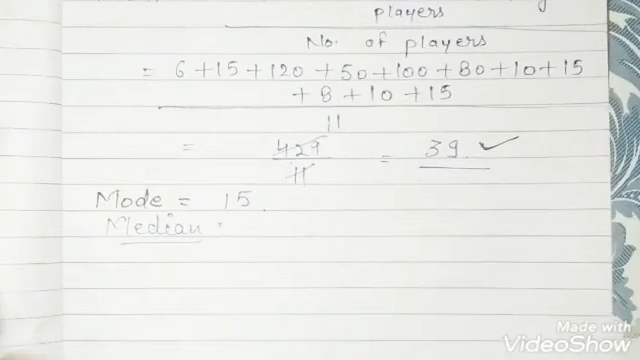 players
No. of players
= 6 + 15 + 120 + 50 + 100 + 80 + 10 + 15
+ 8 + 10 + 15
11
= 429
11
= 39 ✓
Mode = 15.
Median :
Made with
VideoShow